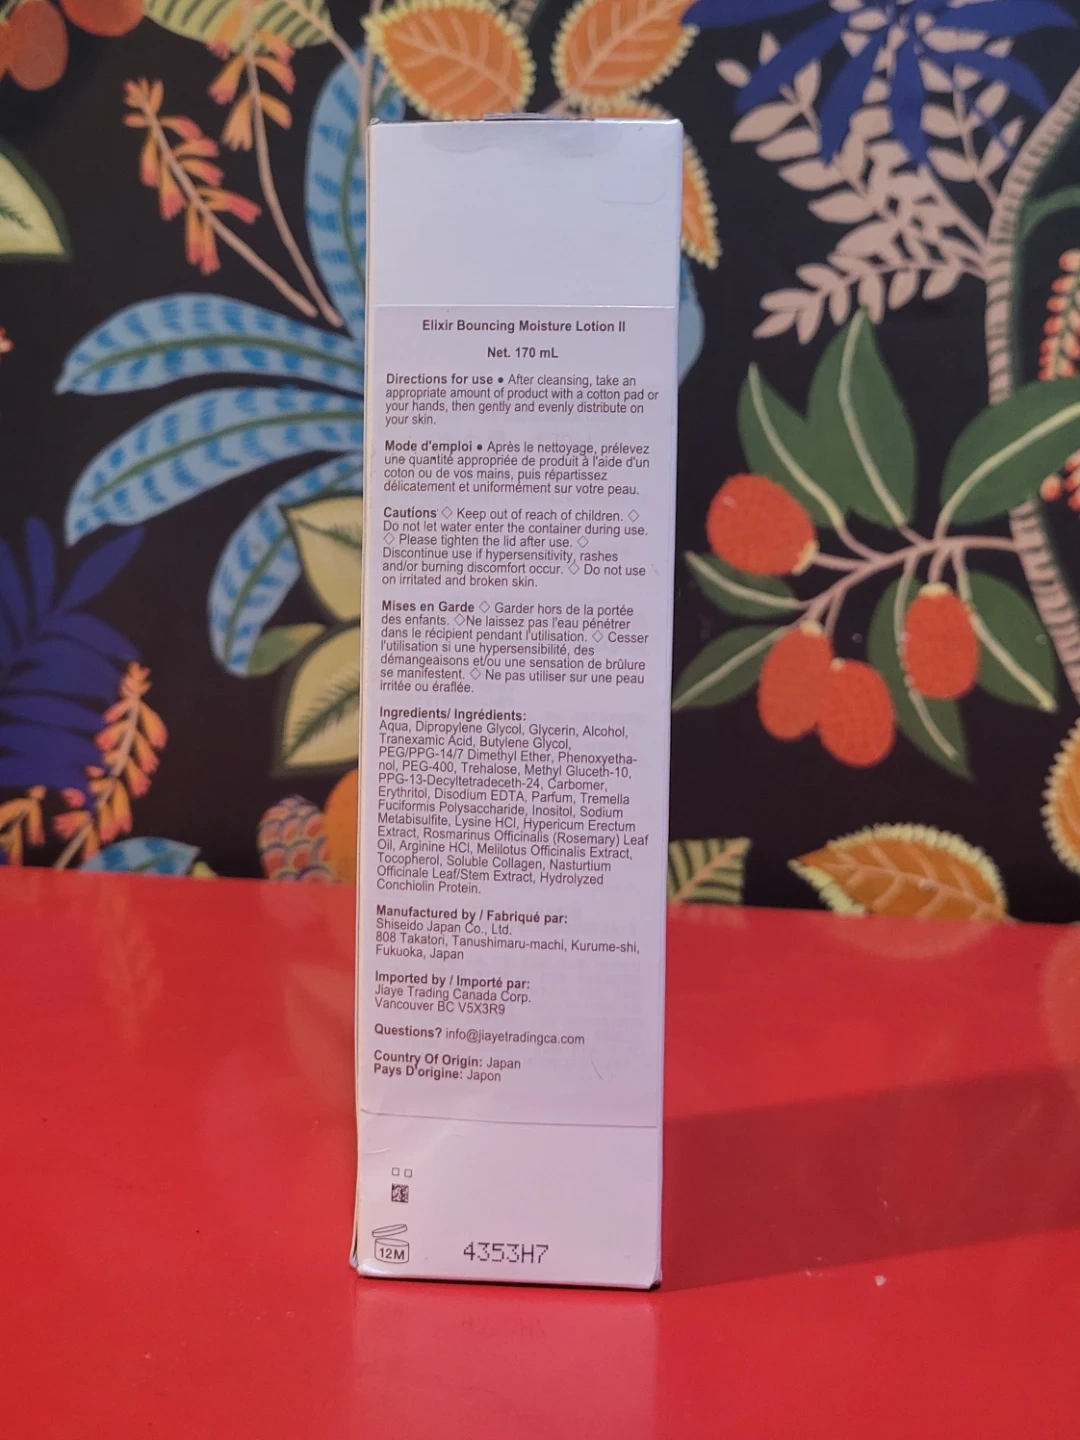 Elixir Bouncing Moisture Lotion II
Net. 170 mL
Directions for use • After cleansing, take an
appropriate amount of product with a cotton pad or
your hands, then gently and evenly distribute on
your skin.
Mode d'emploi • Après le nettoyage, prélevez
une quantité appropriée de produit à l'aide d'un
coton ou de vos mains, puis répartissez
délicatement et uniformément sur votre peau.
Cautions ◇ Keep out of reach of children. ◇
Do not let water enter the container during use.
◇ Please tighten the lid after use. ◇
Discontinue use if hypersensitivity, rashes
and/or burning discomfort occur. ◇ Do not use
on irritated and broken skin.
Mises en Garde ◇ Garder hors de la portée
des enfants. ◇Ne laissez pas l'eau pénétrer
dans le récipient pendant l'utilisation. ◇ Cesser
l'utilisation si une hypersensibilité, des
démangeaisons et/ou une sensation de brûlure
se manifestent. ◇ Ne pas utiliser sur une peau
irritée ou éraflée.
Ingredients/ Ingrédients:
Aqua, Dipropylene Glycol, Glycerin, Alcohol,
Tranexamic Acid, Butylene Glycol,
PEG/PPG-14/7 Dimethyl Ether, Phenoxyetha-
nol, PEG-400, Trehalose, Methyl Gluceth-10,
PPG-13-Decyltetradeceth-24, Carbomer,
Erythritol, Disodium EDTA, Parfum, Tremella
Fuciformis Polysaccharide, Inositol, Sodium
Metabisulfite, Lysine HCl, Hypericum Erectum
Extract, Rosmarinus Officinalis (Rosemary) Leaf
Oil, Arginine HCl, Melilotus Officinalis Extract,
Tocopherol, Soluble Collagen, Nasturtium
Officinale Leaf/Stem Extract, Hydrolyzed
Conchiolin Protein.
Manufactured by / Fabriqué par:
Shiseido Japan Co., Ltd.
808 Takatori, Tanushimaru-machi, Kurume-shi,
Fukuoka, Japan
Imported by / Importé par:
Jiaye Trading Canada Corp.
Vancouver BC V5X3R9
Questions? info@jiayetradingca.com
Country Of Origin: Japan
Pays D'origine: Japon
12M
4353H7